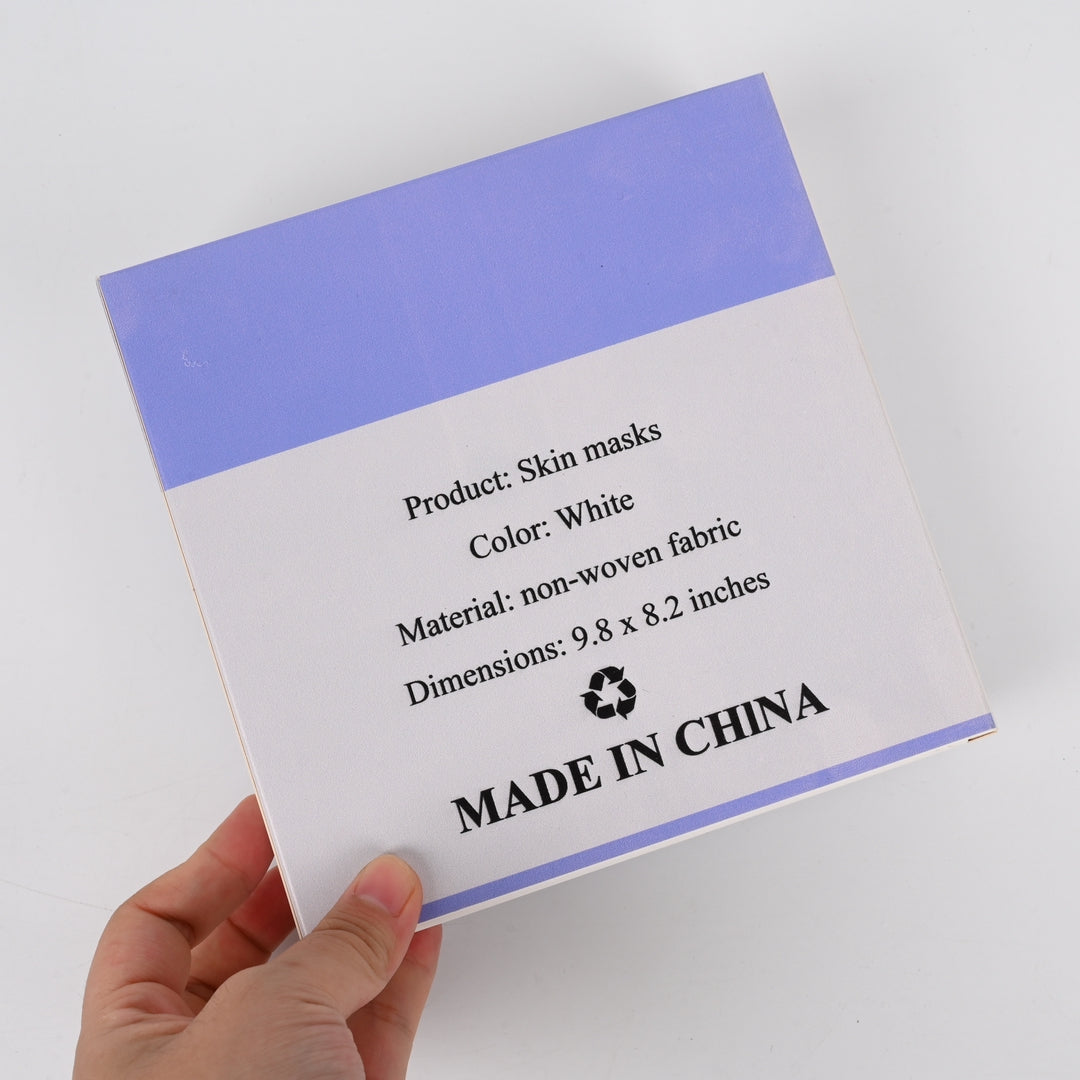 Product: Skin masks
Color: White
Material: non-woven fabric
Dimensions: 9.8 x 8.2 inches
MADE IN CHINA